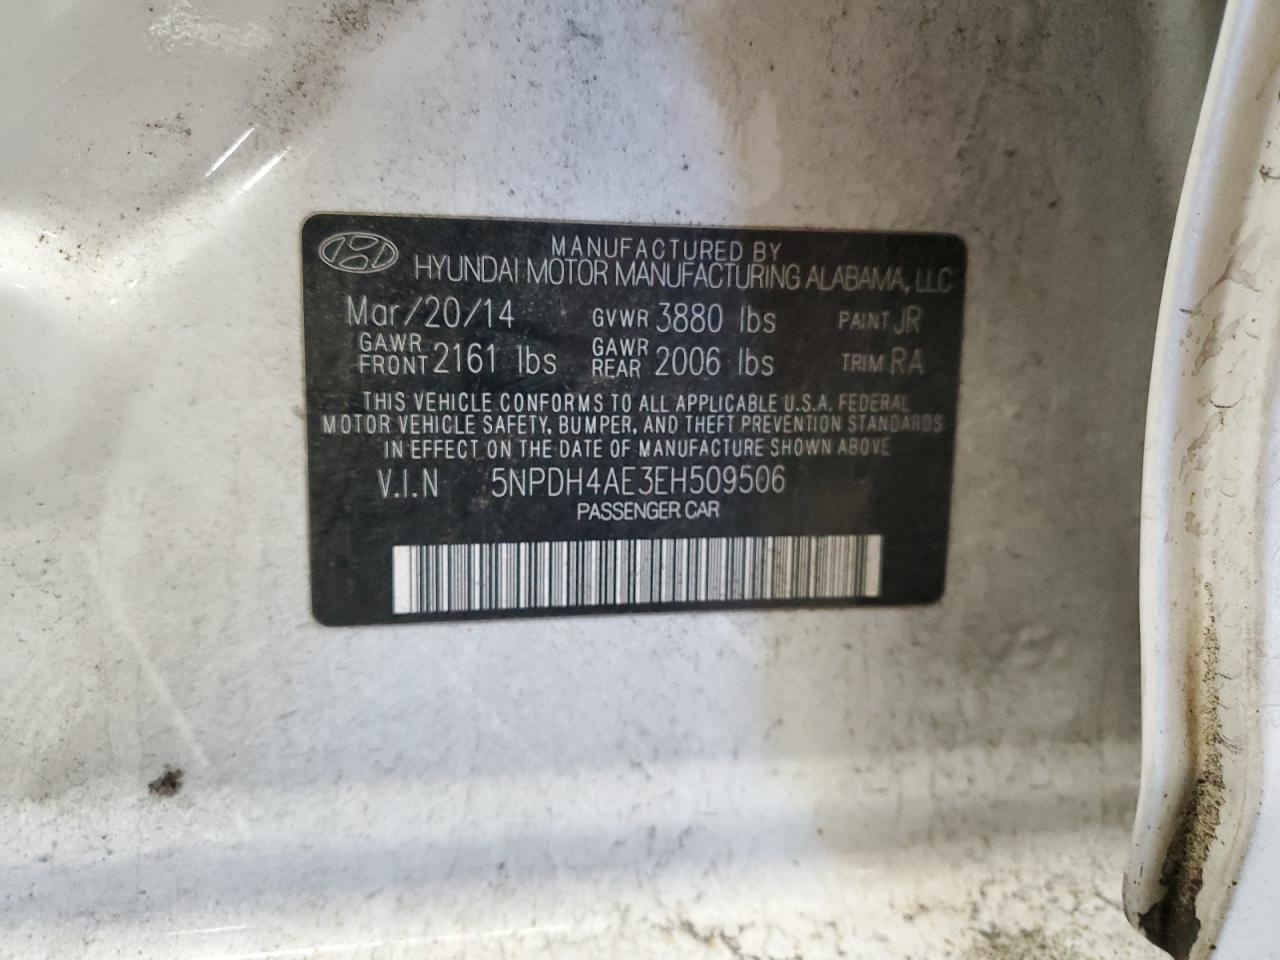 MANUFACTURED BY
HYUNDAI MOTOR MANUFACTURING ALABAMA, LLC
Mar/20/14 GVWR 3880 lbs PAINT JR
GAWR FRONT 2161 lbs GAWR REAR 2006 lbs TRIM RA
THIS VEHICLE CONFORMS TO ALL APPLICABLE U.S.A. FEDERAL
MOTOR VEHICLE SAFETY, BUMPER, AND THEFT PREVENTION STANDARDS
IN EFFECT ON THE DATE OF MANUFACTURE SHOWN ABOVE
V.I.N 5NPDH4AE3EH509506
PASSENGER CAR